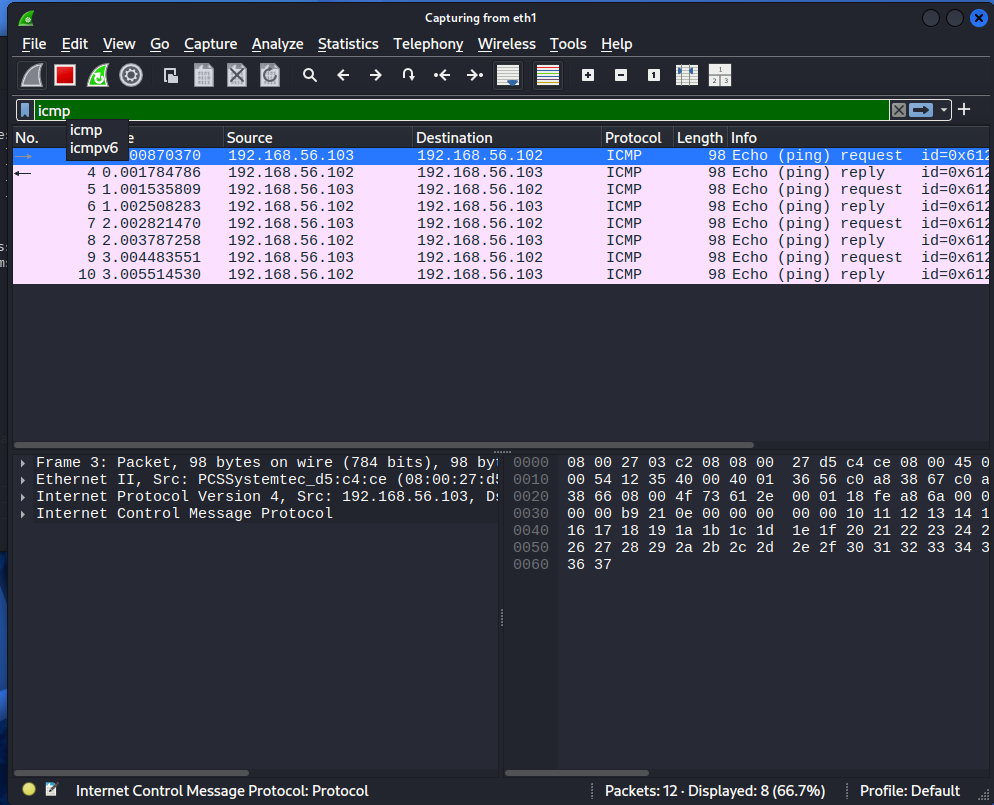 Capturing from eth1
File Edit View Go Capture Analyze Statistics Telephony Wireless Tools Help
icmp
icmp
icmpv6
No. Source Destination Protocol Length Info
00870370 192.168.56.103 192.168.56.102 ICMP 98 Echo (ping) request id=0x612
4 0.001784786 192.168.56.102 192.168.56.103 ICMP 98 Echo (ping) reply id=0x612
5 1.001535809 192.168.56.103 192.168.56.102 ICMP 98 Echo (ping) request id=0x612
6 1.002508283 192.168.56.102 192.168.56.103 ICMP 98 Echo (ping) reply id=0x612
7 2.002821470 192.168.56.103 192.168.56.102 ICMP 98 Echo (ping) request id=0x612
8 2.003787258 192.168.56.102 192.168.56.103 ICMP 98 Echo (ping) reply id=0x612
9 3.004483551 192.168.56.103 192.168.56.102 ICMP 98 Echo (ping) request id=0x612
10 3.005514530 192.168.56.102 192.168.56.103 ICMP 98 Echo (ping) reply id=0x612
Frame 3: Packet, 98 bytes on wire (784 bits), 98 byt
Ethernet II, Src: PCSSystemtec_d5:c4:ce (08:00:27:d5
Internet Protocol Version 4, Src: 192.168.56.103, Ds
Internet Control Message Protocol
0000 08 00 27 03 c2 08 08 00 27 d5 c4 ce 08 00 45 0
0010 00 54 12 35 40 00 40 01 36 56 c0 a8 38 67 c0 a
0020 38 66 08 00 4f 73 61 2e 00 01 18 fe a8 6a 00 0
0030 00 00 b9 21 0e 00 00 00 00 00 10 11 12 13 14 1
0040 16 17 18 19 1a 1b 1c 1d 1e 1f 20 21 22 23 24 2
0050 26 27 28 29 2a 2b 2c 2d 2e 2f 30 31 32 33 34 3
0060 36 37
Internet Control Message Protocol: Protocol
Packets: 12 · Displayed: 8 (66.7%)
Profile: Default